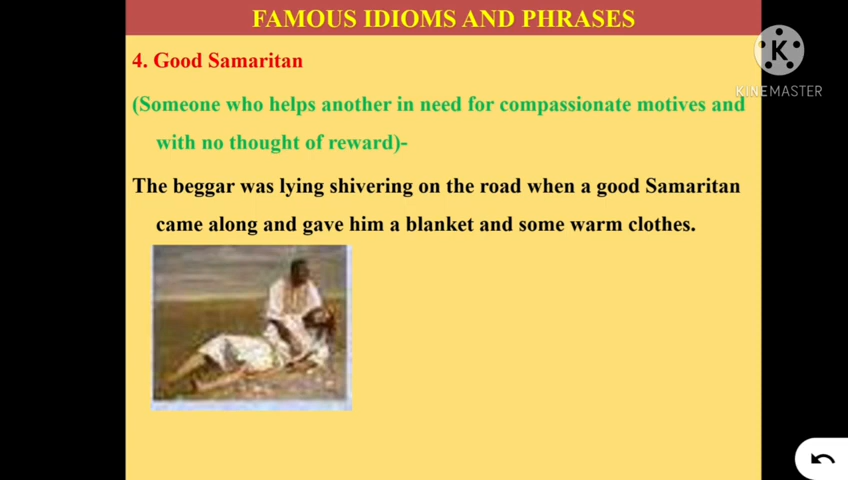 FAMOUS IDIOMS AND PHRASES
4. Good Samaritan
K
KINEMASTER
(Someone who helps another in need for compassionate motives and
with no thought of reward)-
The beggar was lying shivering on the road when a good Samaritan
came along and gave him a blanket and some warm clothes.